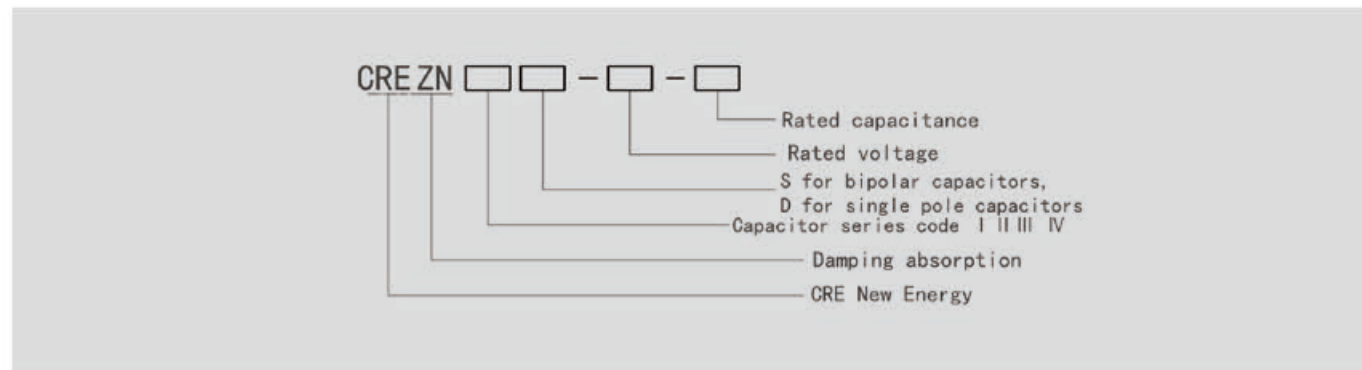 CRE ZN □ □ - □ - □
Rated capacitance
Rated voltage
S for bipolar capacitors,
D for single pole capacitors
Capacitor series code Ⅰ Ⅱ Ⅲ Ⅳ
Damping absorption
CRE New Energy